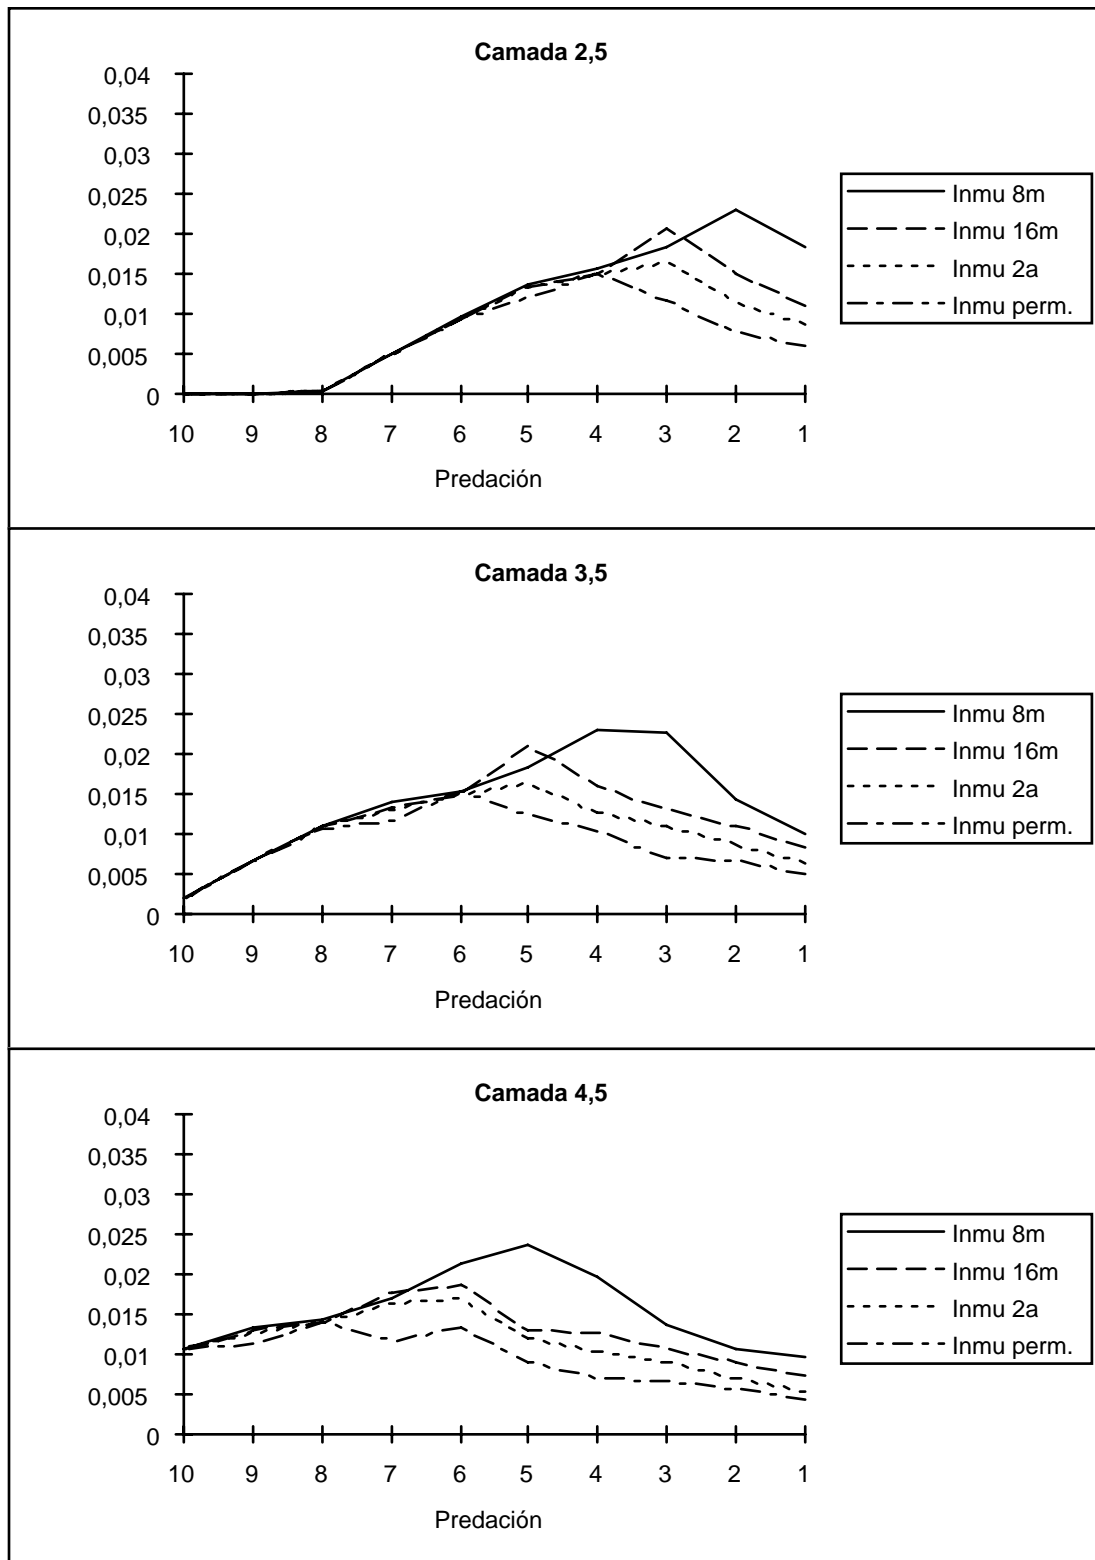 Camada 2,5
0,04
0,035
0,03
0,025
0,02
0,015
0,01
0,005
0
10 9 8 7 6 5 4 3 2 1
Predación
Inmu 8m
Inmu 16m
Inmu 2a
Inmu perm.
Camada 3,5
0,04
0,035
0,03
0,025
0,02
0,015
0,01
0,005
0
10 9 8 7 6 5 4 3 2 1
Predación
Inmu 8m
Inmu 16m
Inmu 2a
Inmu perm.
Camada 4,5
0,04
0,035
0,03
0,025
0,02
0,015
0,01
0,005
0
10 9 8 7 6 5 4 3 2 1
Predación
Inmu 8m
Inmu 16m
Inmu 2a
Inmu perm.